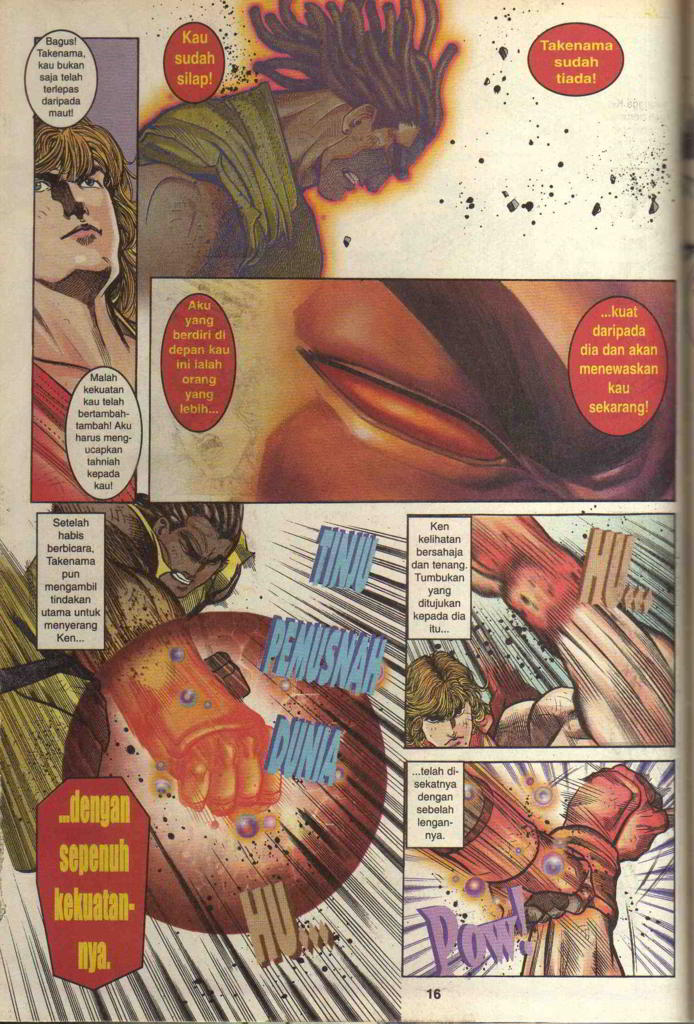 Bagus!
Takenama,
kau bukan
saja telah
terlepas
daripada
maut!
Kau
sudah
silap!
Takenama
sudah
tiada!
Malah
kekuatan
kau telah
bertambah-
tambah! Aku
harus meng-
ucapkan
tahniah
kepada
kau!
Aku
yang
berdiri di
depan kau
ini ialah
orang
yang
lebih...
...kuat
daripada
dia dan akan
menewaskan
kau
sekarang!
Setelah
habis
berbicara,
Takenama
pun
mengambil
tindakan
utama untuk
menyerang
Ken...
TINJU
PEMUSNAH
DUNIA
HU...
...dengan
sepenuh
kekuatan-
nya.
Ken
kelihatan
bersahaja
dan tenang.
Tumbukan
yang
ditujukan
kepada dia
itu...
HU...
...telah di-
sekatnya
dengan
sebelah
lengan-
nya.
POW!
16